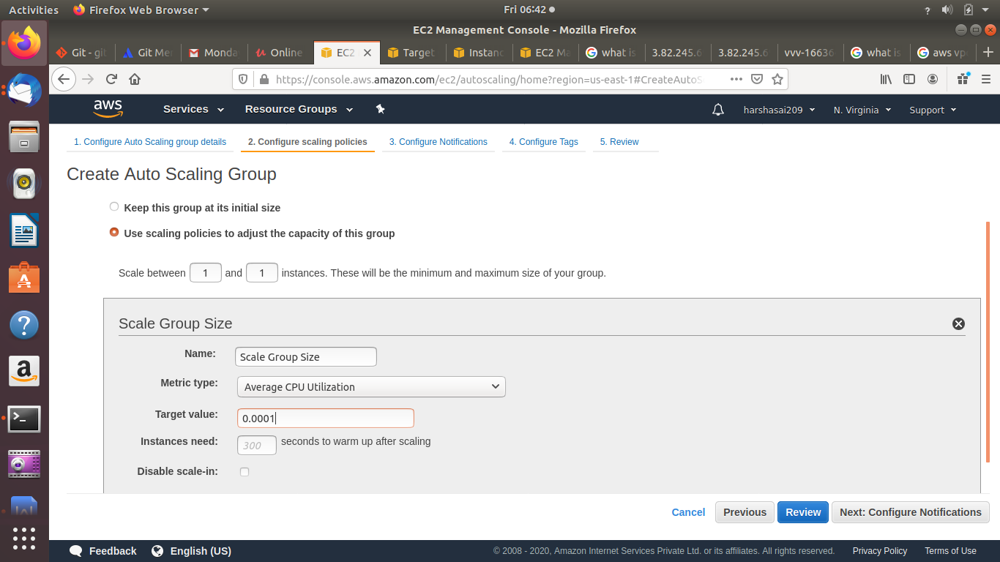 Activities
Firefox Web Browser
Fri 06:42
EC2 Management Console - Mozilla Firefox
Git - git
Git Mer
Monda
Online
EC2
Target
Instanc
EC2 Ma
what is
3.82.245.6
3.82.245.6
vvv-16636
what is
aws vp
https://console.aws.amazon.com/ec2/autoscaling/home?region=us-east-1#CreateAutoS
aws
Services
Resource Groups
harshasai209
N. Virginia
Support
1. Configure Auto Scaling group details
2. Configure scaling policies
3. Configure Notifications
4. Configure Tags
5. Review
Create Auto Scaling Group
Keep this group at its initial size
Use scaling policies to adjust the capacity of this group
Scale between 1 and 1 instances. These will be the minimum and maximum size of your group.
Scale Group Size
Name: Scale Group Size
Metric type: Average CPU Utilization
Target value: 0.0001
Instances need: 300 seconds to warm up after scaling
Disable scale-in:
Cancel
Previous
Review
Next: Configure Notifications
Feedback
English (US)
© 2008 - 2020, Amazon Internet Services Private Ltd. or its affiliates. All rights reserved.
Privacy Policy
Terms of Use